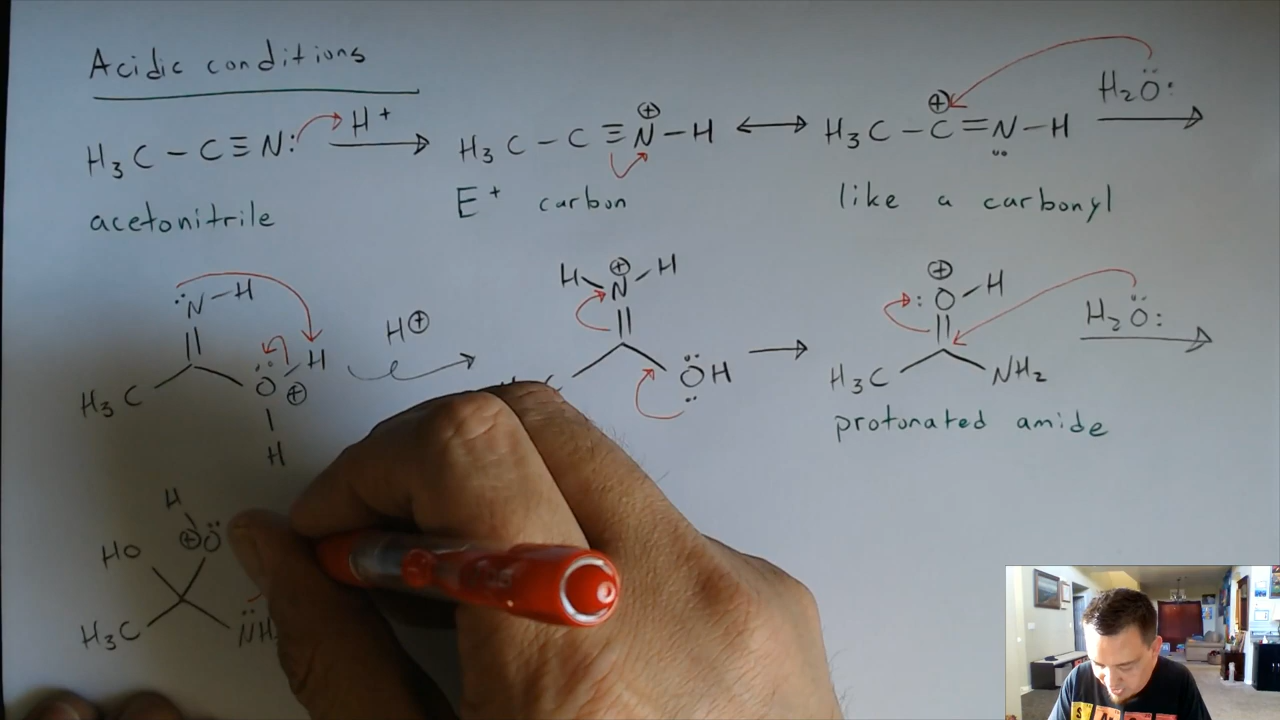 Acidic conditions
H₃C – C ≡ N: H⁺ → H₃C – C ≡ N⊕ – H ↔ H₃C – C⊕ = N̤ – H H₂Ö: →
acetonitrile E⁺ carbon like a carbonyl
:N – H H⊕ H ⊕ H ⊕
N :O – H H₂Ö:
H₃C :O⊕ H ÖH H₃C NH₂
H protonated amide
H
HO ⊕Ö
H₃C N̈H